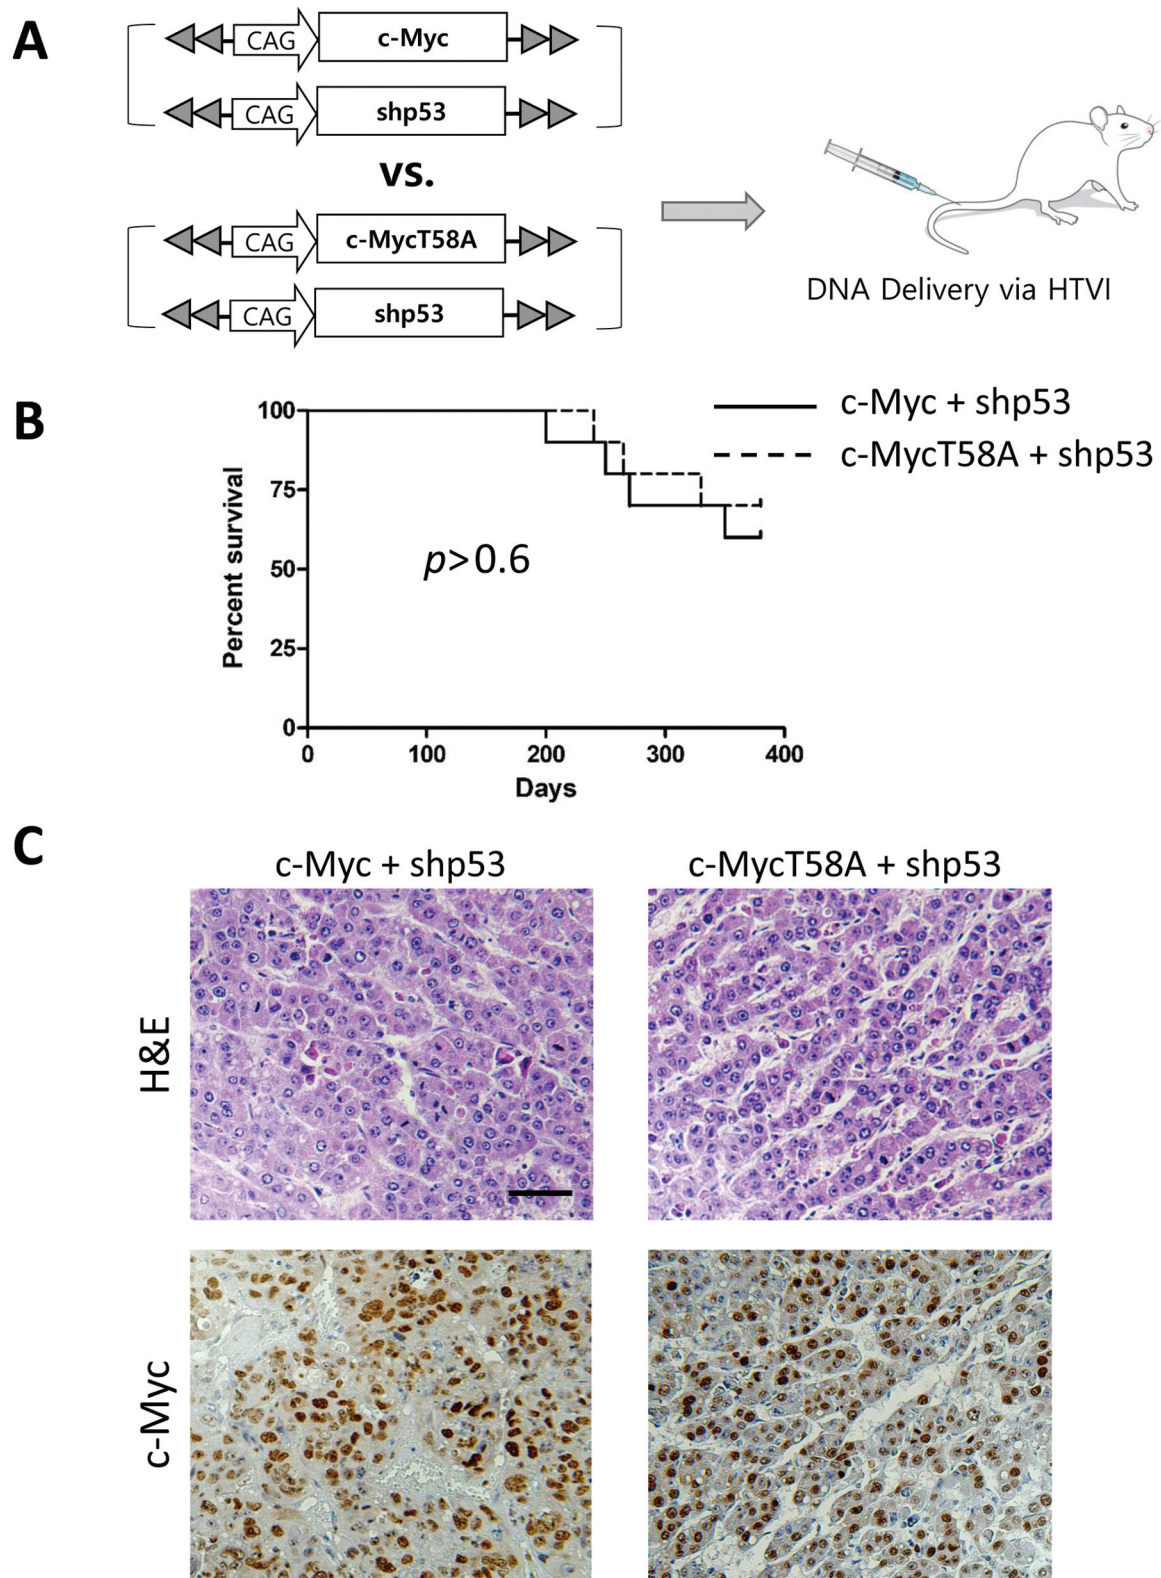 A
CAG c-Myc
CAG shp53
vs.
CAG c-MycT58A
CAG shp53
DNA Delivery via HTVI
B
c-Myc + shp53
c-MycT58A + shp53
100
75
50
25
0
Percent survival
p>0.6
0 100 200 300 400
Days
C
c-Myc + shp53 c-MycT58A + shp53
H&E
c-Myc